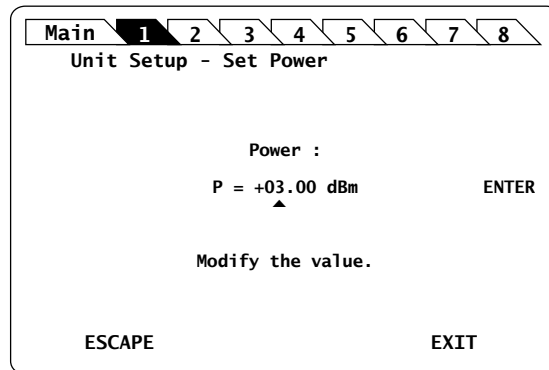 Main 1 2 3 4 5 6 7 8
Unit Setup - Set Power
Power :
P = +03.00 dBm ENTER
Modify the value.
ESCAPE EXIT